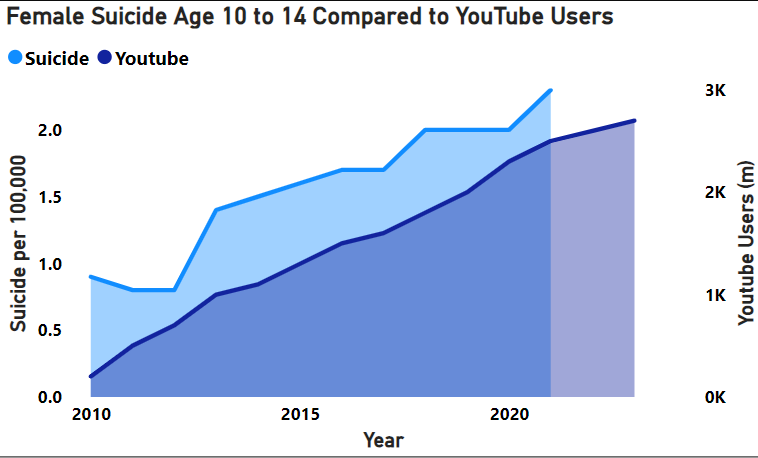 Female Suicide Age 10 to 14 Compared to YouTube Users
Suicide Youtube
3K
2.0
2K
1.5
1.0
1K
0.5
0.0
0K
Suicide per 100,000
Youtube Users (m)
2010 2015 2020
Year